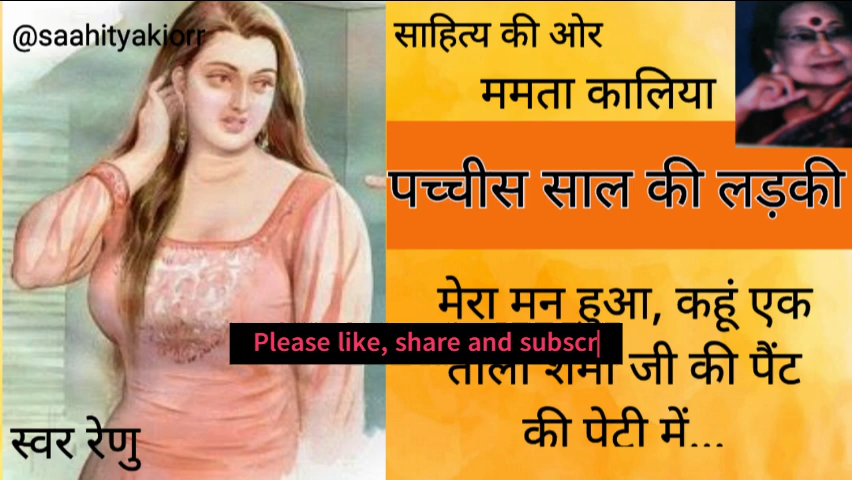 @saahityakiorr
साहित्य की ओर
ममता कालिया
पच्चीस साल की लड़की
मेरा मन हुआ, कहूं एक
Please like, share and subscr
जी की पैंट
की पेटी में...
स्वर रेणु